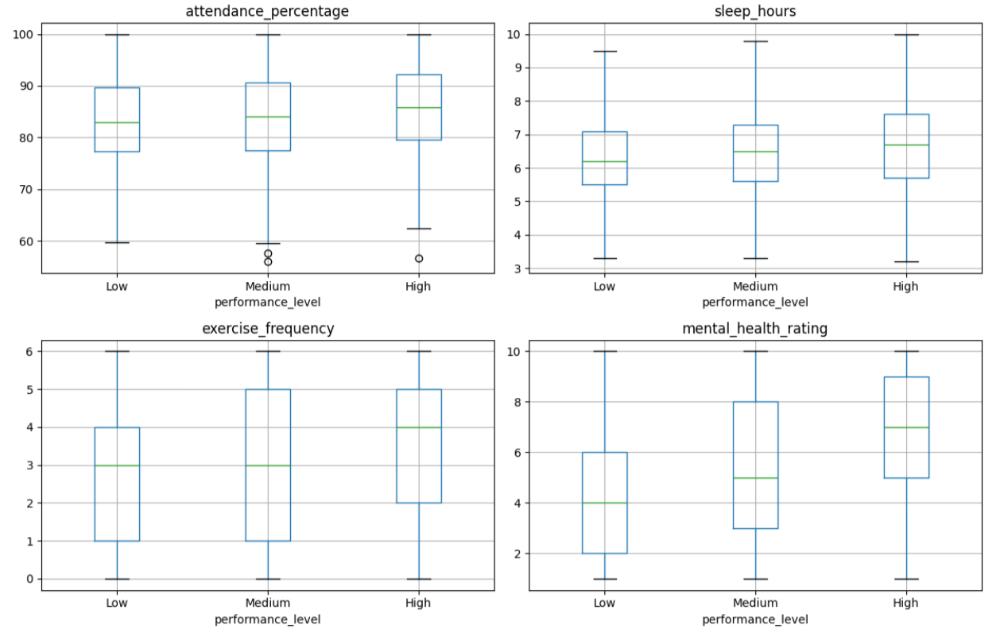 attendance_percentage
100
90
80
70
60
Low Medium High
performance_level
sleep_hours
10
9
8
7
6
5
4
3
Low Medium High
performance_level
exercise_frequency
6
5
4
3
2
1
0
Low Medium High
performance_level
mental_health_rating
10
8
6
4
2
Low Medium High
performance_level